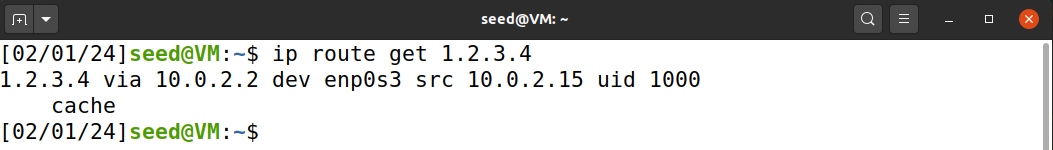 seed@VM: ~
[02/01/24]seed@VM:~$ ip route get 1.2.3.4
1.2.3.4 via 10.0.2.2 dev enp0s3 src 10.0.2.15 uid 1000
    cache
[02/01/24]seed@VM:~$